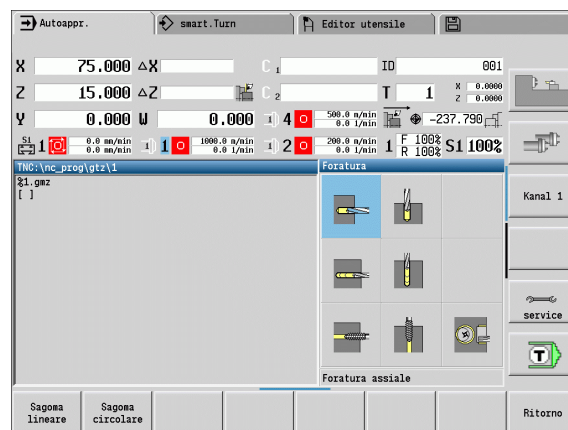 Autoappr. smart.Turn Editor utensile
X 75.000 △X C 1 ID 001
Z 15.000 △Z C 2 T 1 X 0.0000 Z 0.0000
Y 0.000 W 0.000 4 500.0 m/min 0.0 1/min -237.790
S1 1 0.0 mm/min 0.0 mm/min 1 1000.0 m/min 0.0 1/min 2 200.0 m/min 0.0 1/min 1 F 100% R 100% S1 100%
TNC:\nc_prog\gtz\1 Foratura
%1.gmz
[ ]
Kanal 1
service
T
Foratura assiale
Sagoma lineare
Sagoma circolare
Ritorno